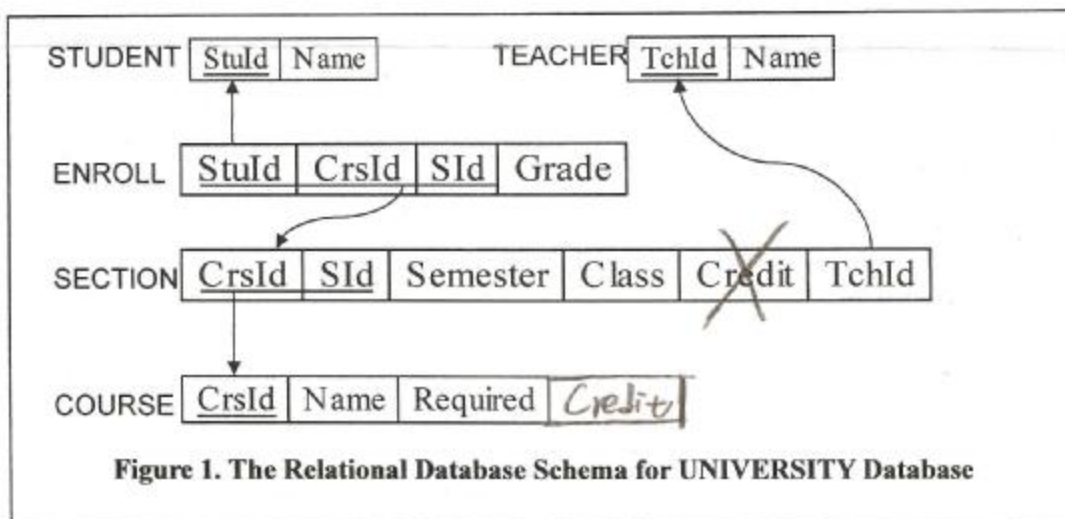 STUDENT StuId Name TEACHER TchId Name
ENROLL StuId CrsId SId Grade
SECTION CrsId SId Semester Class Credit TchId
COURSE CrsId Name Required Credit
Figure 1. The Relational Database Schema for UNIVERSITY Database